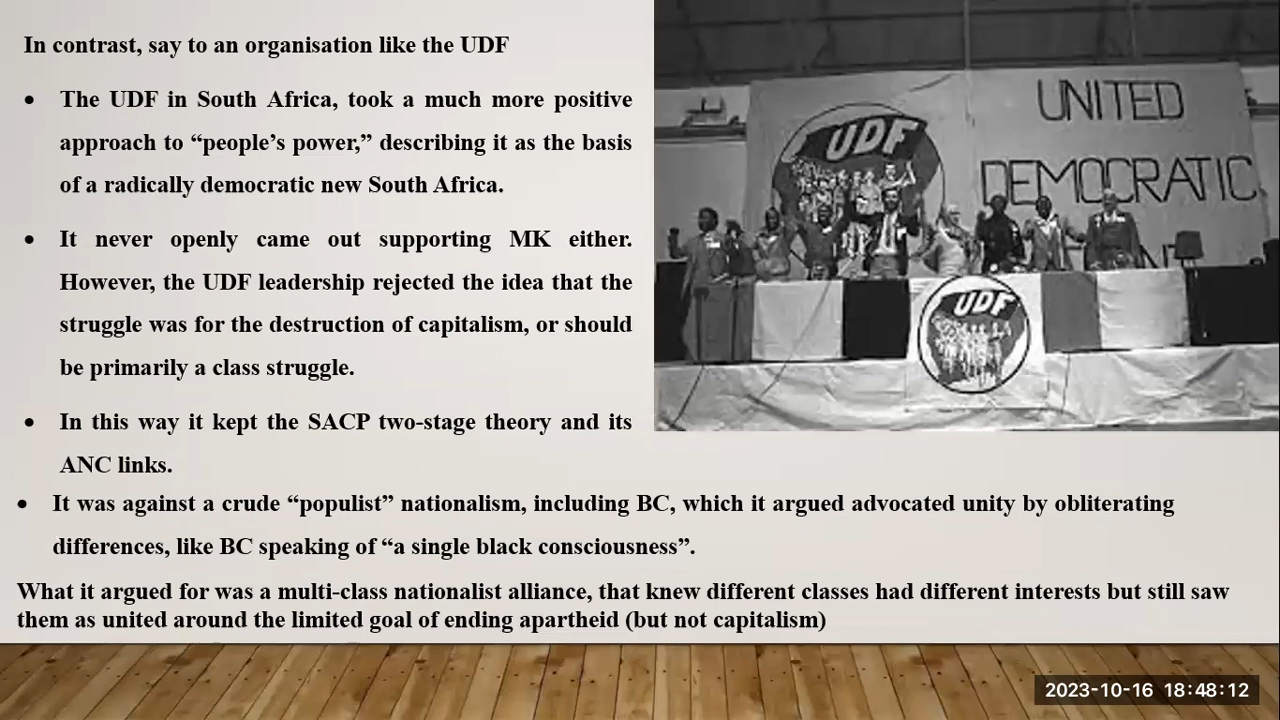 In contrast, say to an organisation like the UDF
• The UDF in South Africa, took a much more positive
approach to “people’s power,” describing it as the basis
of a radically democratic new South Africa.
• It never openly came out supporting MK either.
However, the UDF leadership rejected the idea that the
struggle was for the destruction of capitalism, or should
be primarily a class struggle.
• In this way it kept the SACP two-stage theory and its
ANC links.
• It was against a crude “populist” nationalism, including BC, which it argued advocated unity by obliterating
differences, like BC speaking of “a single black consciousness”.
What it argued for was a multi-class nationalist alliance, that knew different classes had different interests but still saw
them as united around the limited goal of ending apartheid (but not capitalism)
UNITED
UDF
DEMOCRATIC
UDF
2023-10-16 18:48:12